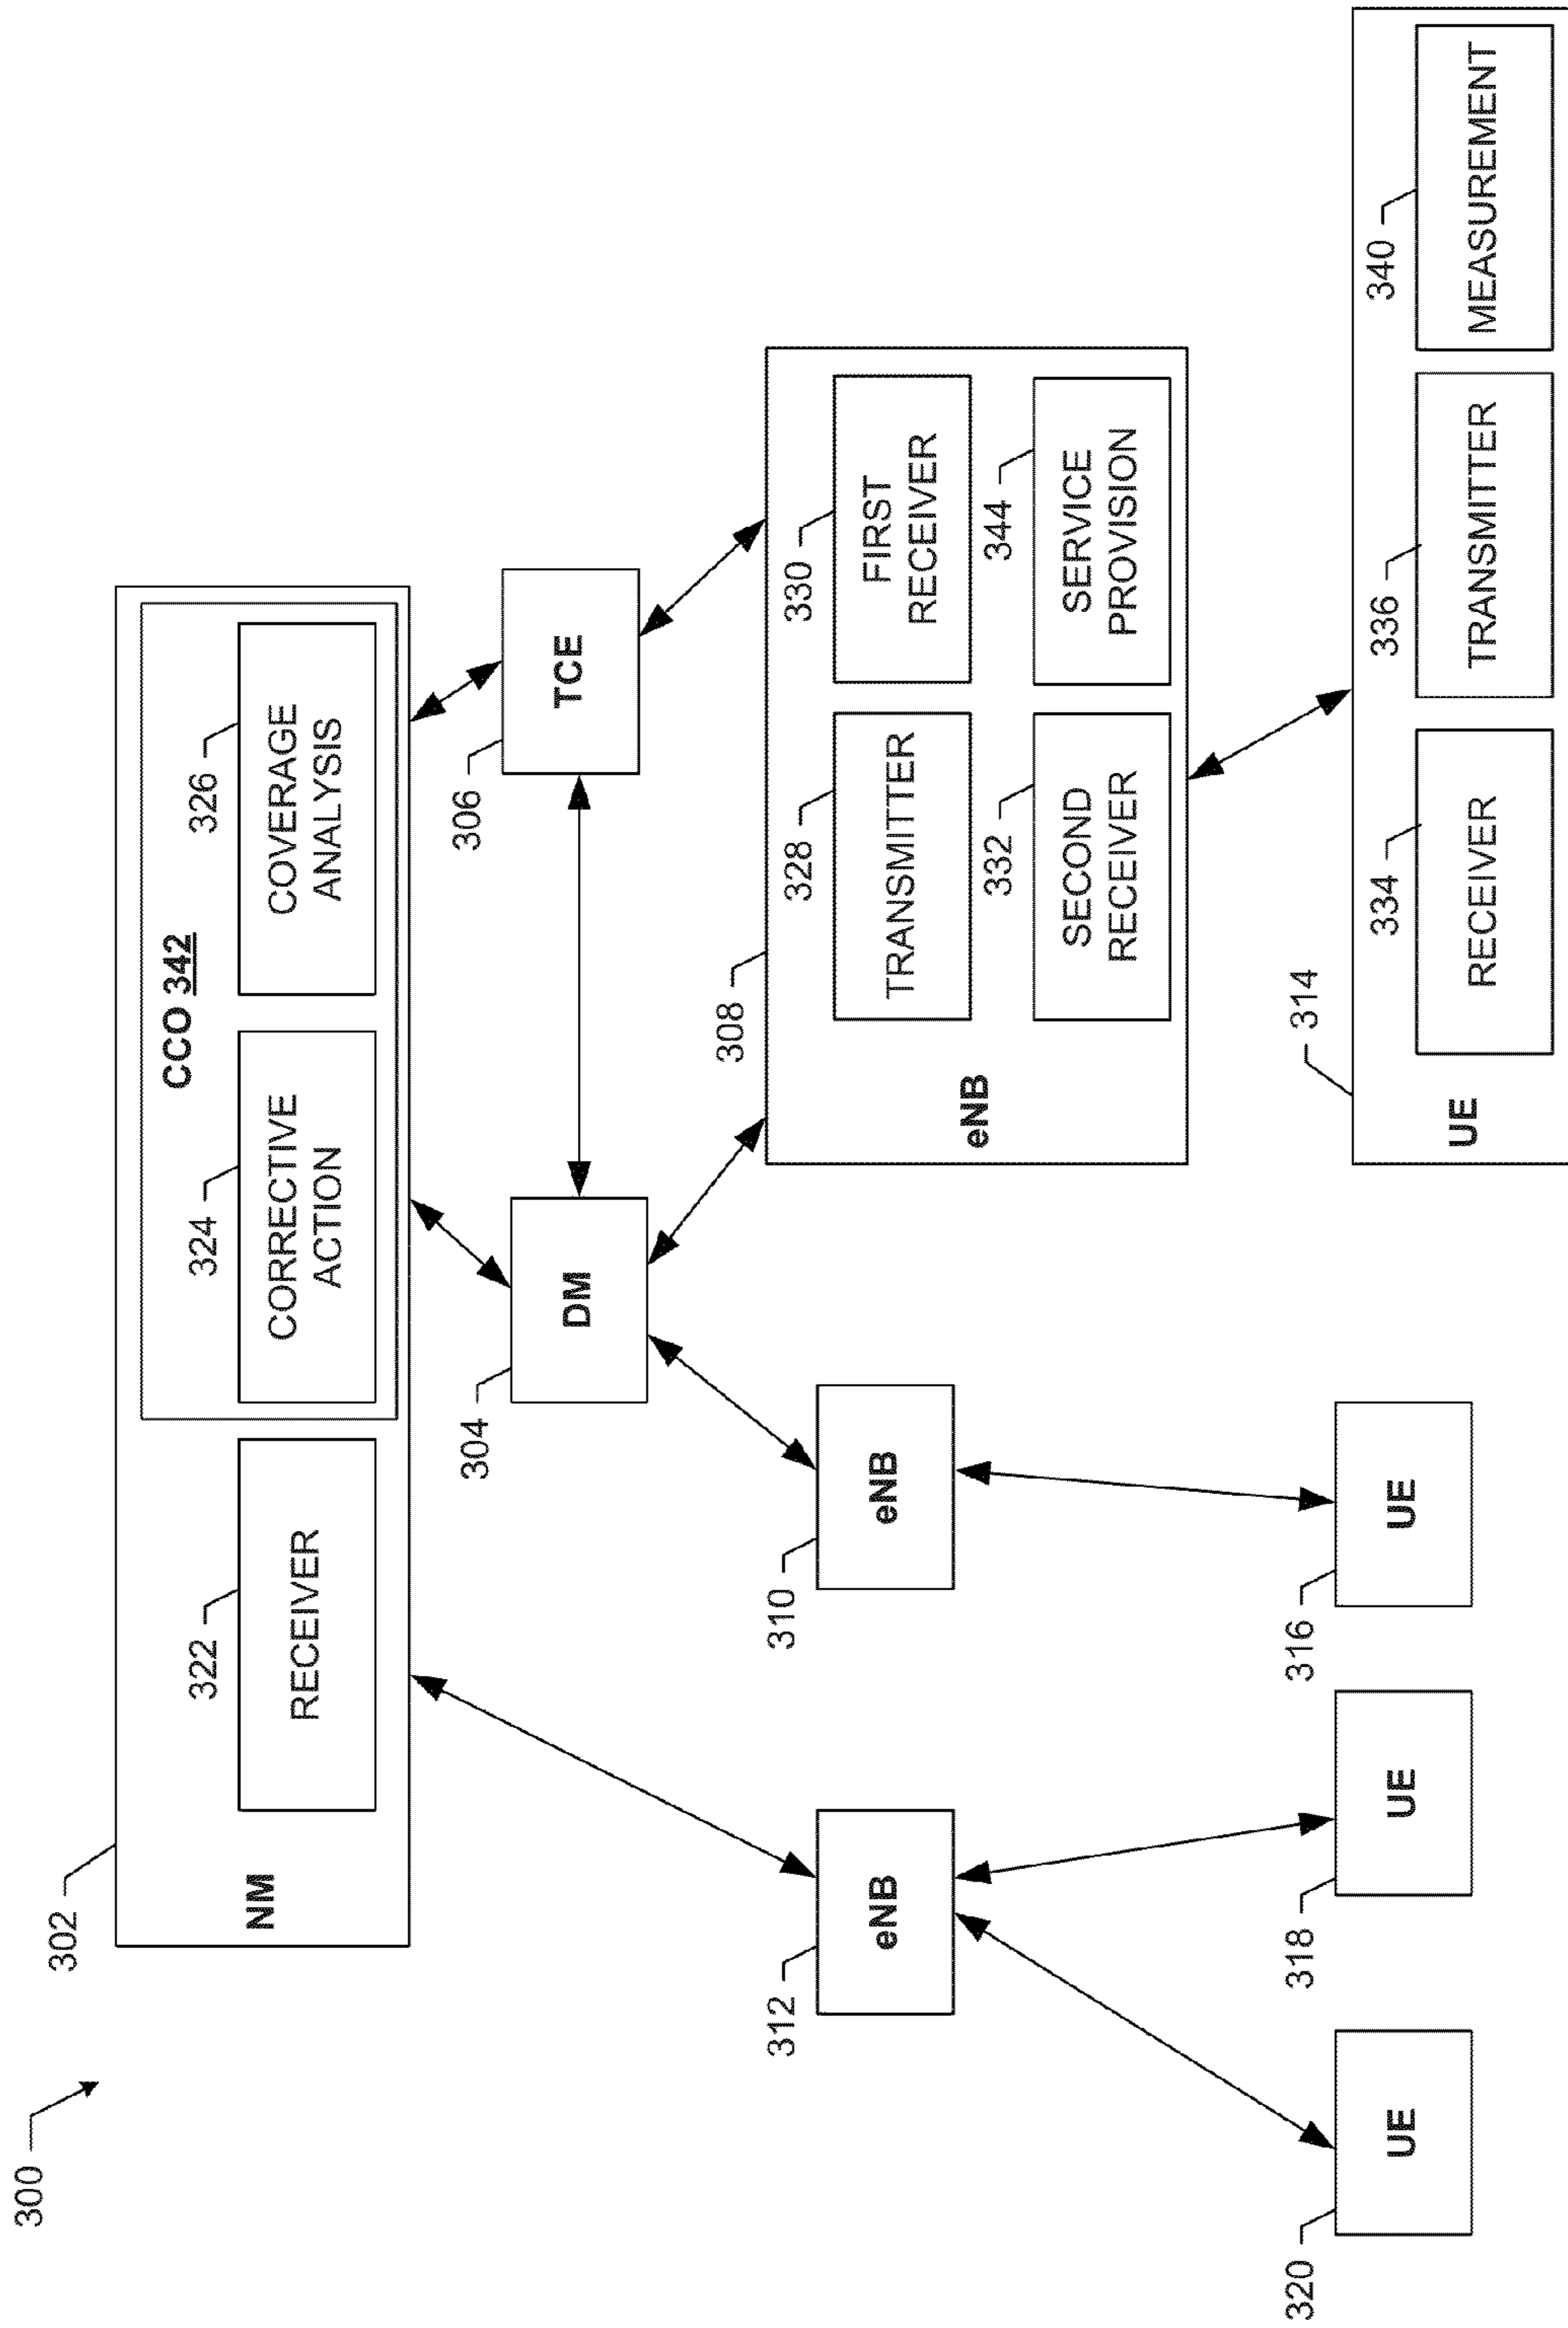 300
302
NM
322
RECEIVER
CCO 342
324
CORRECTIVE
ACTION
326
COVERAGE
ANALYSIS
304
DM
306
TCE
312
eNB
310
eNB
308
eNB
328
TRANSMITTER
330
FIRST
RECEIVER
332
SECOND
RECEIVER
344
SERVICE
PROVISION
320
UE
318
UE
316
UE
314
UE
334
RECEIVER
336
TRANSMITTER
340
MEASUREMENT